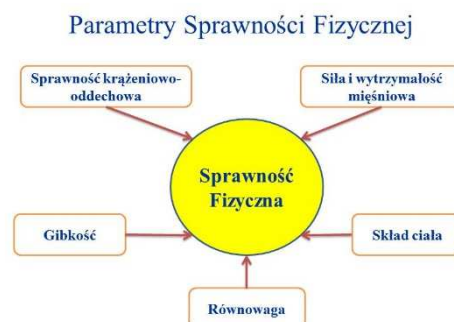 Parametry Sprawności Fizycznej
Sprawność krążeniowo-
oddechowa
Siła i wytrzymałość
mięśniowa
Sprawność
Fizyczna
Gibkość
Skład ciała
Równowaga